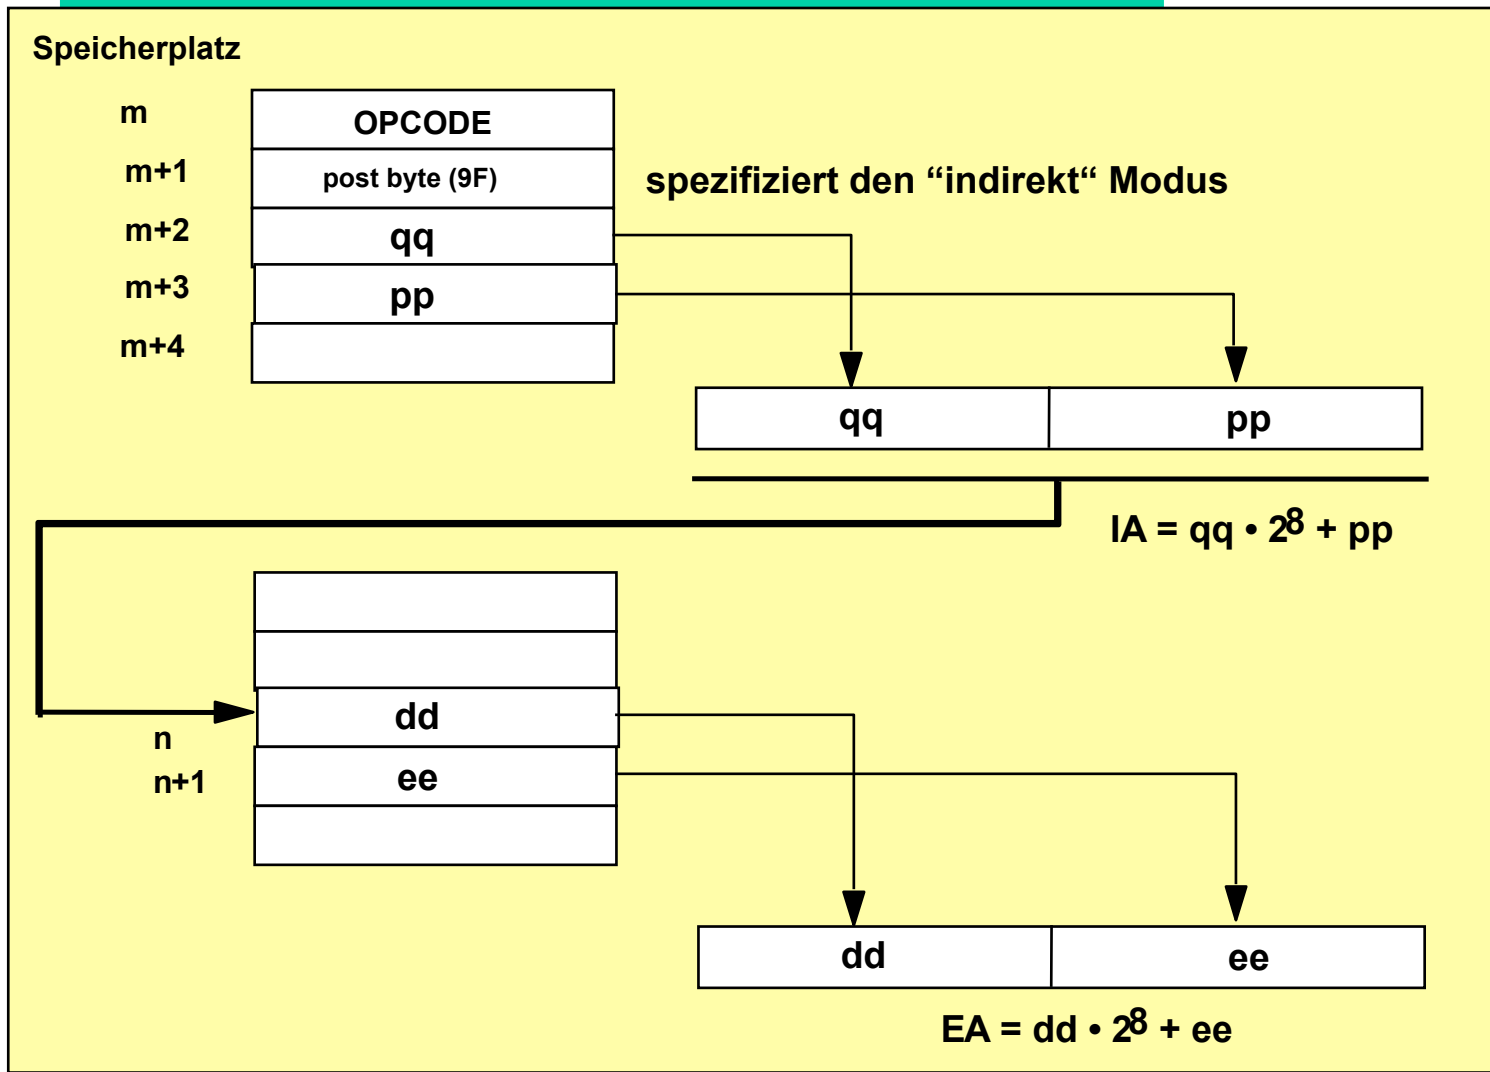 Speicherplatz
m
OPCODE
m+1
post byte (9F)
spezifiziert den “indirekt“ Modus
m+2
qq
m+3
pp
m+4
qq
pp
IA = qq • 2⁸ + pp
dd
n
n+1
ee
dd
ee
EA = dd • 2⁸ + ee